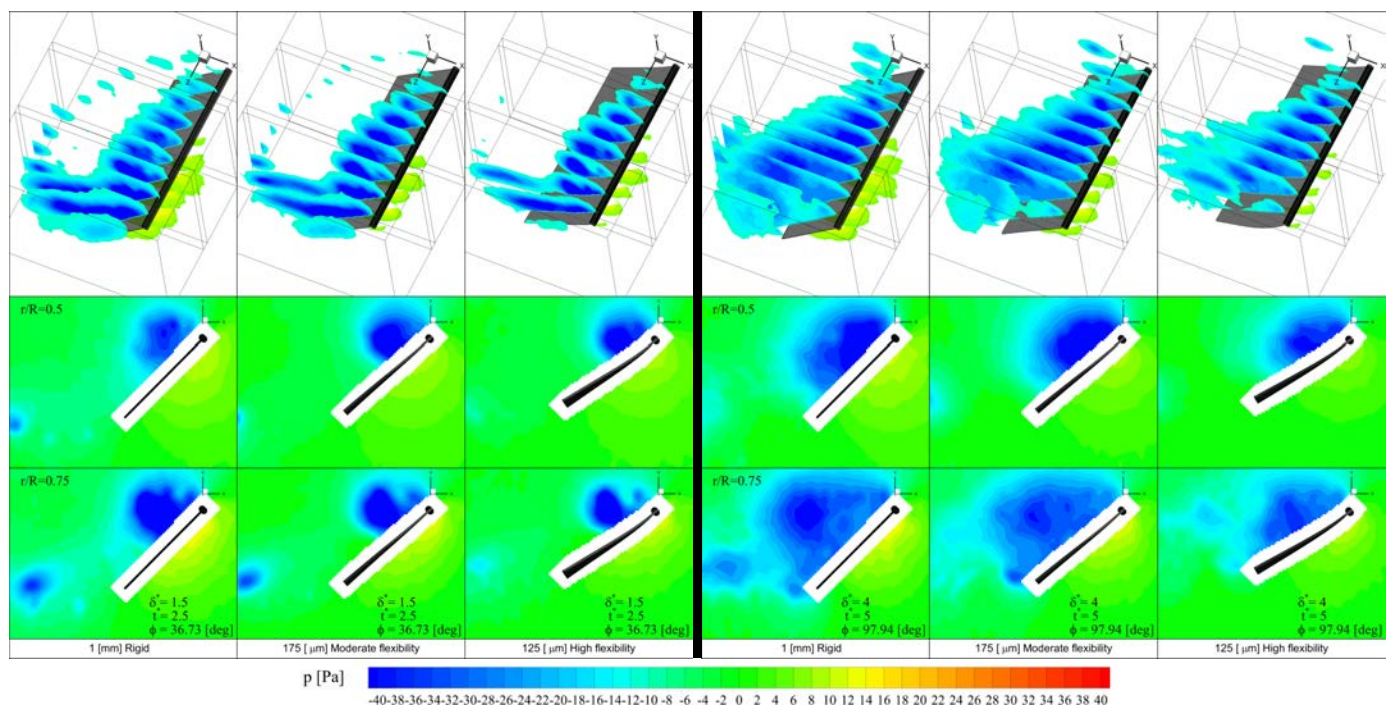 Y
X
Z
Y
X
Z
Y
X
Z
Y
X
Z
Y
X
Z
Y
X
Z
r/R=0.5
r/R=0.5
r/R=0.75
δ*= 1.5
t*= 2.5
ϕ = 36.73 [deg]
δ*= 1.5
t*= 2.5
ϕ = 36.73 [deg]
δ*= 1.5
t*= 2.5
ϕ = 36.73 [deg]
r/R=0.75
δ*= 4
t*= 5
ϕ = 97.94 [deg]
δ*= 4
t*= 5
ϕ = 97.94 [deg]
δ*= 4
t*= 5
ϕ = 97.94 [deg]
1 [mm] Rigid
175 [ μm] Moderate flexibility
125 [ μm] High flexibility
1 [mm] Rigid
175 [ μm] Moderate flexibility
125 [ μm] High flexibility
p [Pa]
-40 -38 -36 -34 -32 -30 -28 -26 -24 -22 -20 -18 -16 -14 -12 -10 -8 -6 -4 -2 0 2 4 6 8 10 12 14 16 18 20 22 24 26 28 30 32 34 36 38 40